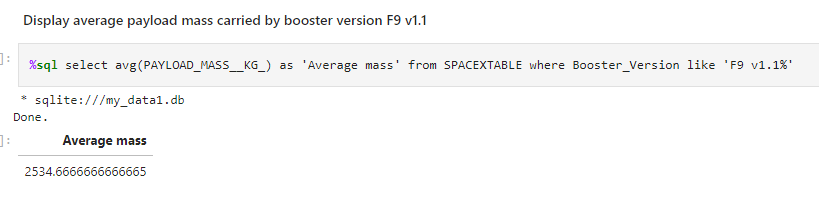 Display average payload mass carried by booster version F9 v1.1
]: %sql select avg(PAYLOAD_MASS__KG_) as 'Average mass' from SPACEXTABLE where Booster_Version like 'F9 v1.1%'
* sqlite:///my_data1.db
Done.
]: Average mass
2534.6666666666665